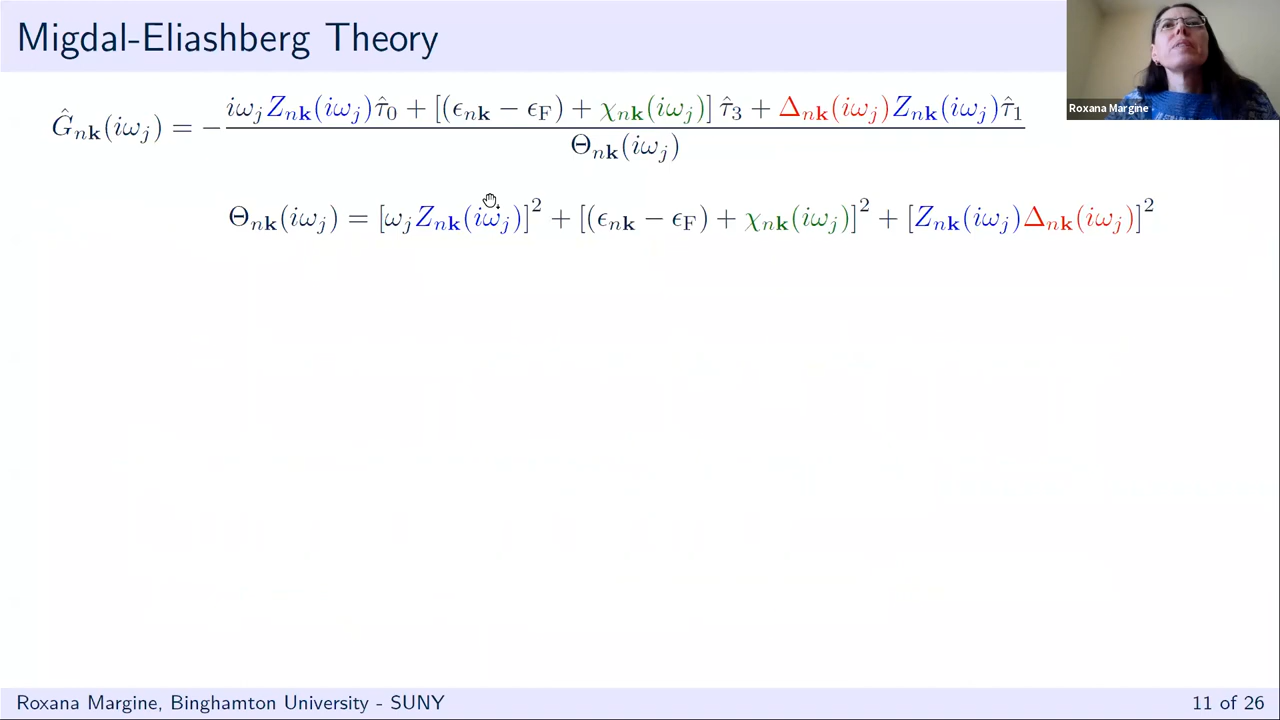 Migdal-Eliashberg Theory
Roxana Margine
Ĝ_{n𝐤}(iω_j) = − \frac{iω_j Z_{n𝐤}(iω_j)τ̂_0 + [(ϵ_{n𝐤} − ϵ_F) + χ_{n𝐤}(iω_j)] τ̂_3 + Δ_{n𝐤}(iω_j)Z_{n𝐤}(iω_j)τ̂_1}{Θ_{n𝐤}(iω_j)}
Θ_{n𝐤}(iω_j) = [ω_j Z_{n𝐤}(iω_j)]^2 + [(ϵ_{n𝐤} − ϵ_F) + χ_{n𝐤}(iω_j)]^2 + [Z_{n𝐤}(iω_j)Δ_{n𝐤}(iω_j)]^2
Roxana Margine, Binghamton University - SUNY
11 of 26